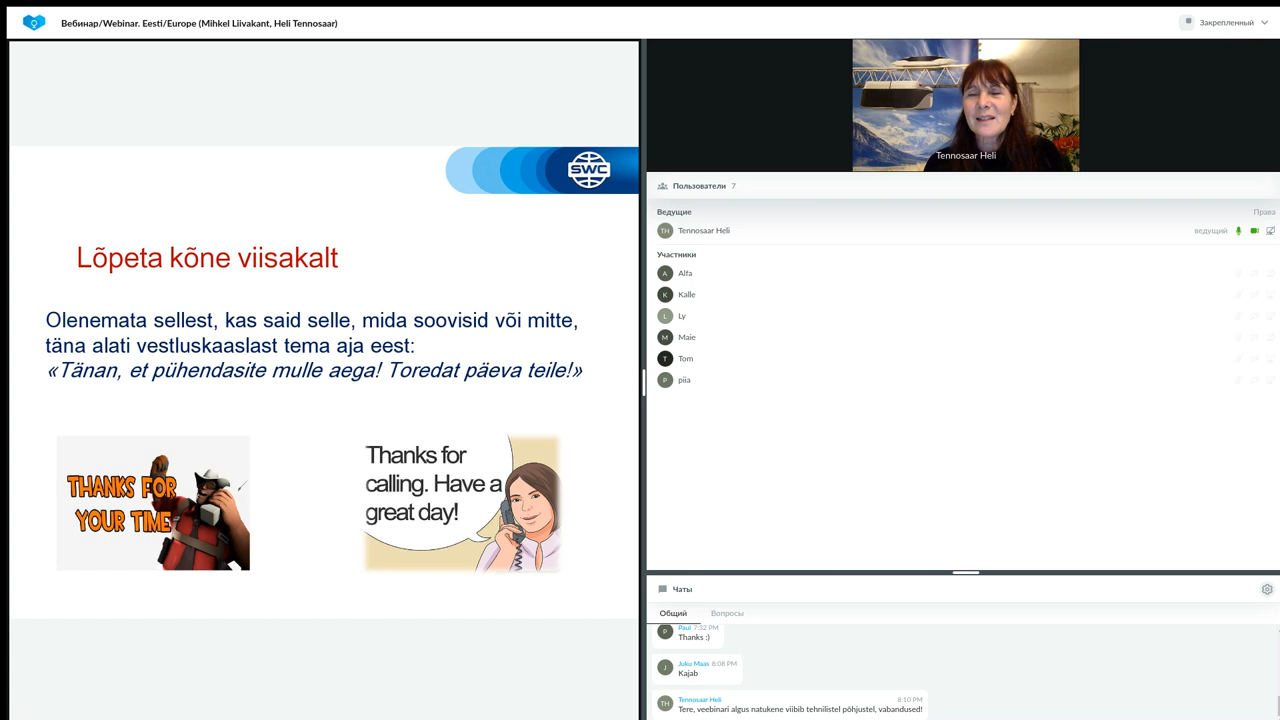 Вебинар/Webinar. Eesti/Europe (Mihkel Liivakant, Heli Tennosaar)
Закрепленный
SWC
Lõpeta kõne viisakalt
Olenemata sellest, kas said selle, mida soovisid või mitte,
täna alati vestluskaaslast tema aja eest:
«Tänan, et pühendasite mulle aega! Toredat päeva teile!»
THANKS FOR
YOUR TIME
Thanks for
calling. Have a
great day!
Tennosaar Heli
Пользователи 7
Ведущие Права
TH Tennosaar Heli ведущий
Участники
A Alfa
K Kalle
L Ly
M Maie
T Tom
P piia
Чаты
Общий Вопросы
P Paul 7:32 PM
Thanks :)
J Juku Maas 8:08 PM
Kajab
TH Tennosaar Heli 8:10 PM
Tere, veebinari algus natukene viibib tehnilistel põhjustel, vabandused!